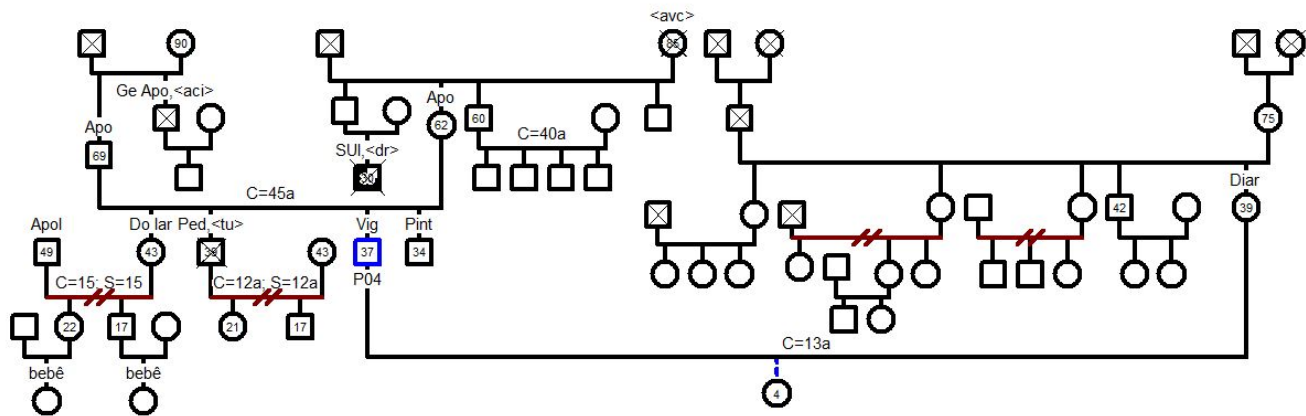 <avc>
90
85
Ge Apo,<aci>
Apo
Apo
62
60
75
69
SUI,<dr>
C=40a
C=45a
Diar
Apol
Do lar
Ped,<tu>
Vig
Pint
42
39
49
43
39
43
37
34
C=15; S=15
C=12a; S=12a
P04
22
17
21
17
C=13a
bebê
bebê
4